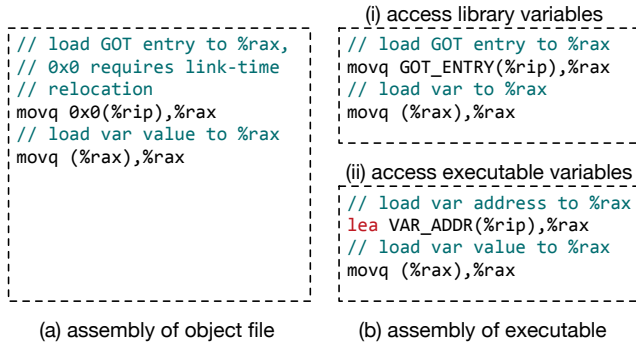 // load GOT entry to %rax,
// 0x0 requires link-time
// relocation
movq 0x0(%rip),%rax
// load var value to %rax
movq (%rax),%rax
(a) assembly of object file
(i) access library variables
// load GOT entry to %rax
movq GOT_ENTRY(%rip),%rax
// load var to %rax
movq (%rax),%rax
(ii) access executable variables
// load var address to %rax
lea VAR_ADDR(%rip),%rax
// load var value to %rax
movq (%rax),%rax
(b) assembly of executable